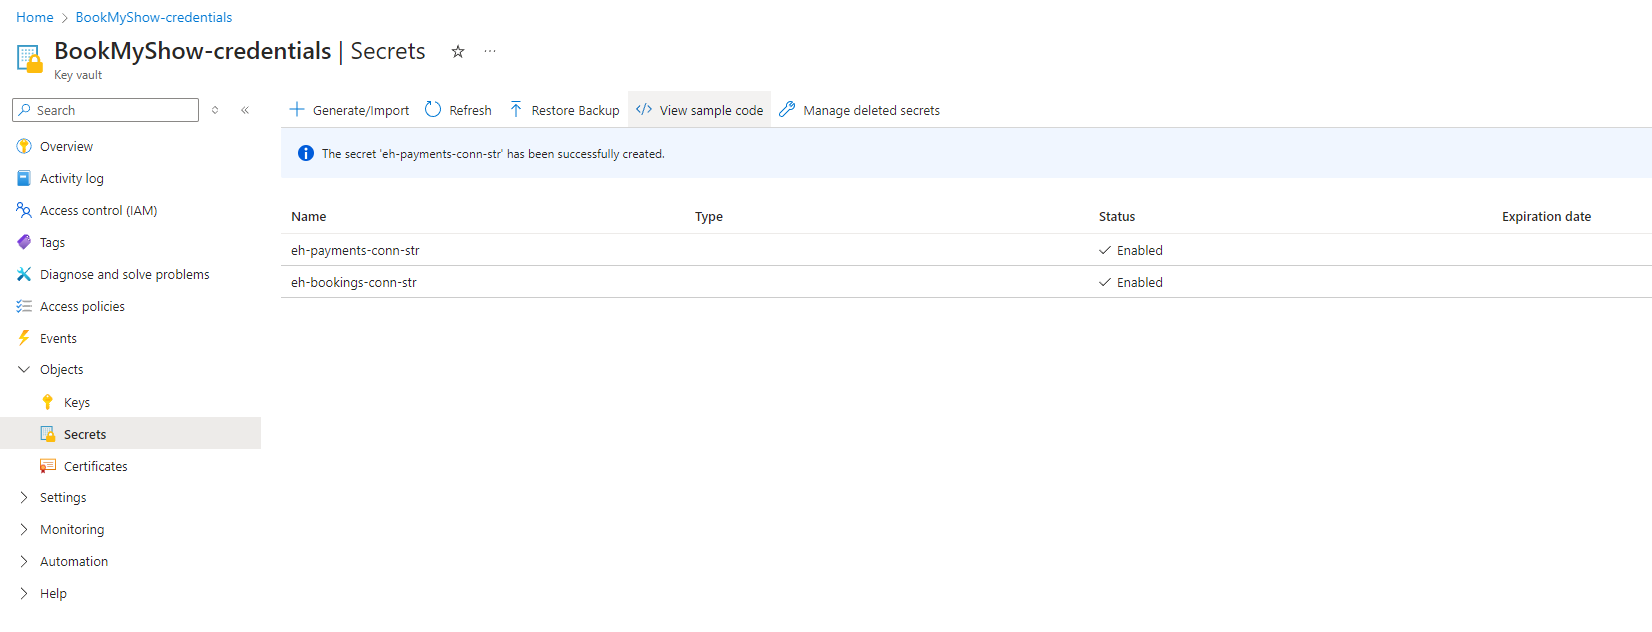 Home > BookMyShow-credentials
BookMyShow-credentials | Secrets
Key vault
Search
Generate/Import
Refresh
Restore Backup
View sample code
Manage deleted secrets
Overview
Activity log
Access control (IAM)
Tags
Diagnose and solve problems
Access policies
Events
Objects
Keys
Secrets
Certificates
Settings
Monitoring
Automation
Help
The secret 'eh-payments-conn-str' has been successfully created.
Name Type Status Expiration date
eh-payments-conn-str Enabled
eh-bookings-conn-str Enabled